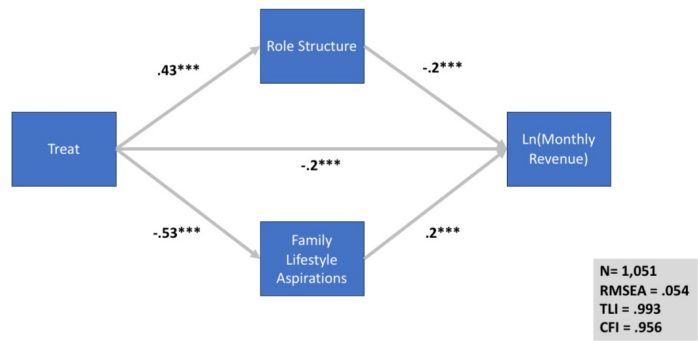 Role Structure
.43***
-.2***
Treat
Ln(Monthly
Revenue)
-.2***
-.53***
.2***
Family
Lifestyle
Aspirations
N= 1,051
RMSEA = .054
TLI = .993
CFI = .956